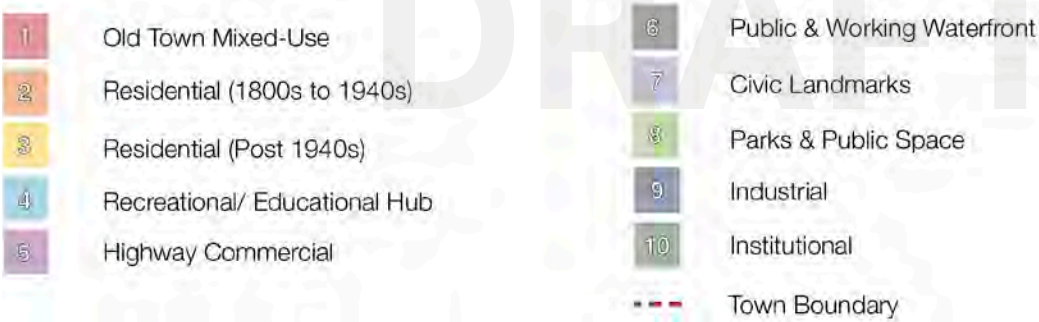 DRAFT
1 Old Town Mixed-Use
2 Residential (1800s to 1940s)
3 Residential (Post 1940s)
4 Recreational/ Educational Hub
5 Highway Commercial
6 Public & Working Waterfront
7 Civic Landmarks
8 Parks & Public Space
9 Industrial
10 Institutional
Town Boundary